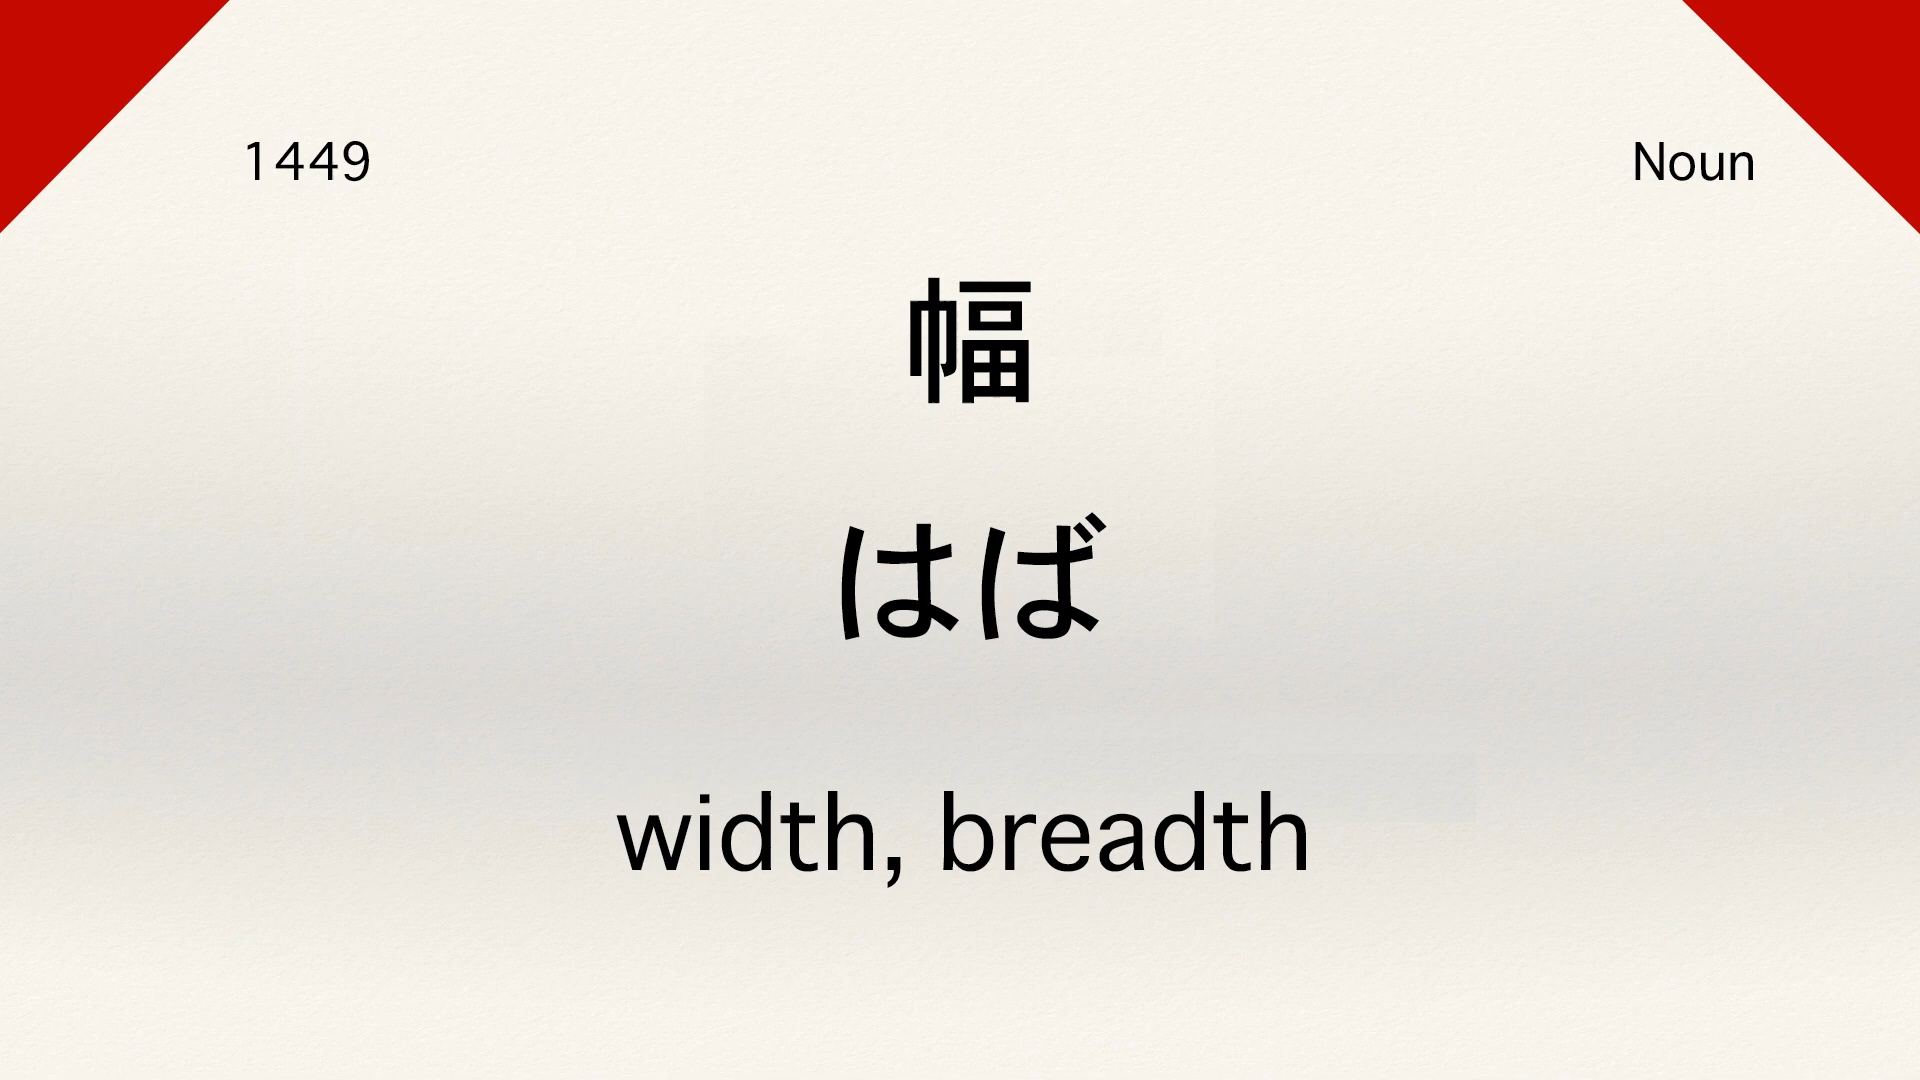 1449
Noun
幅
はば
width, breadth